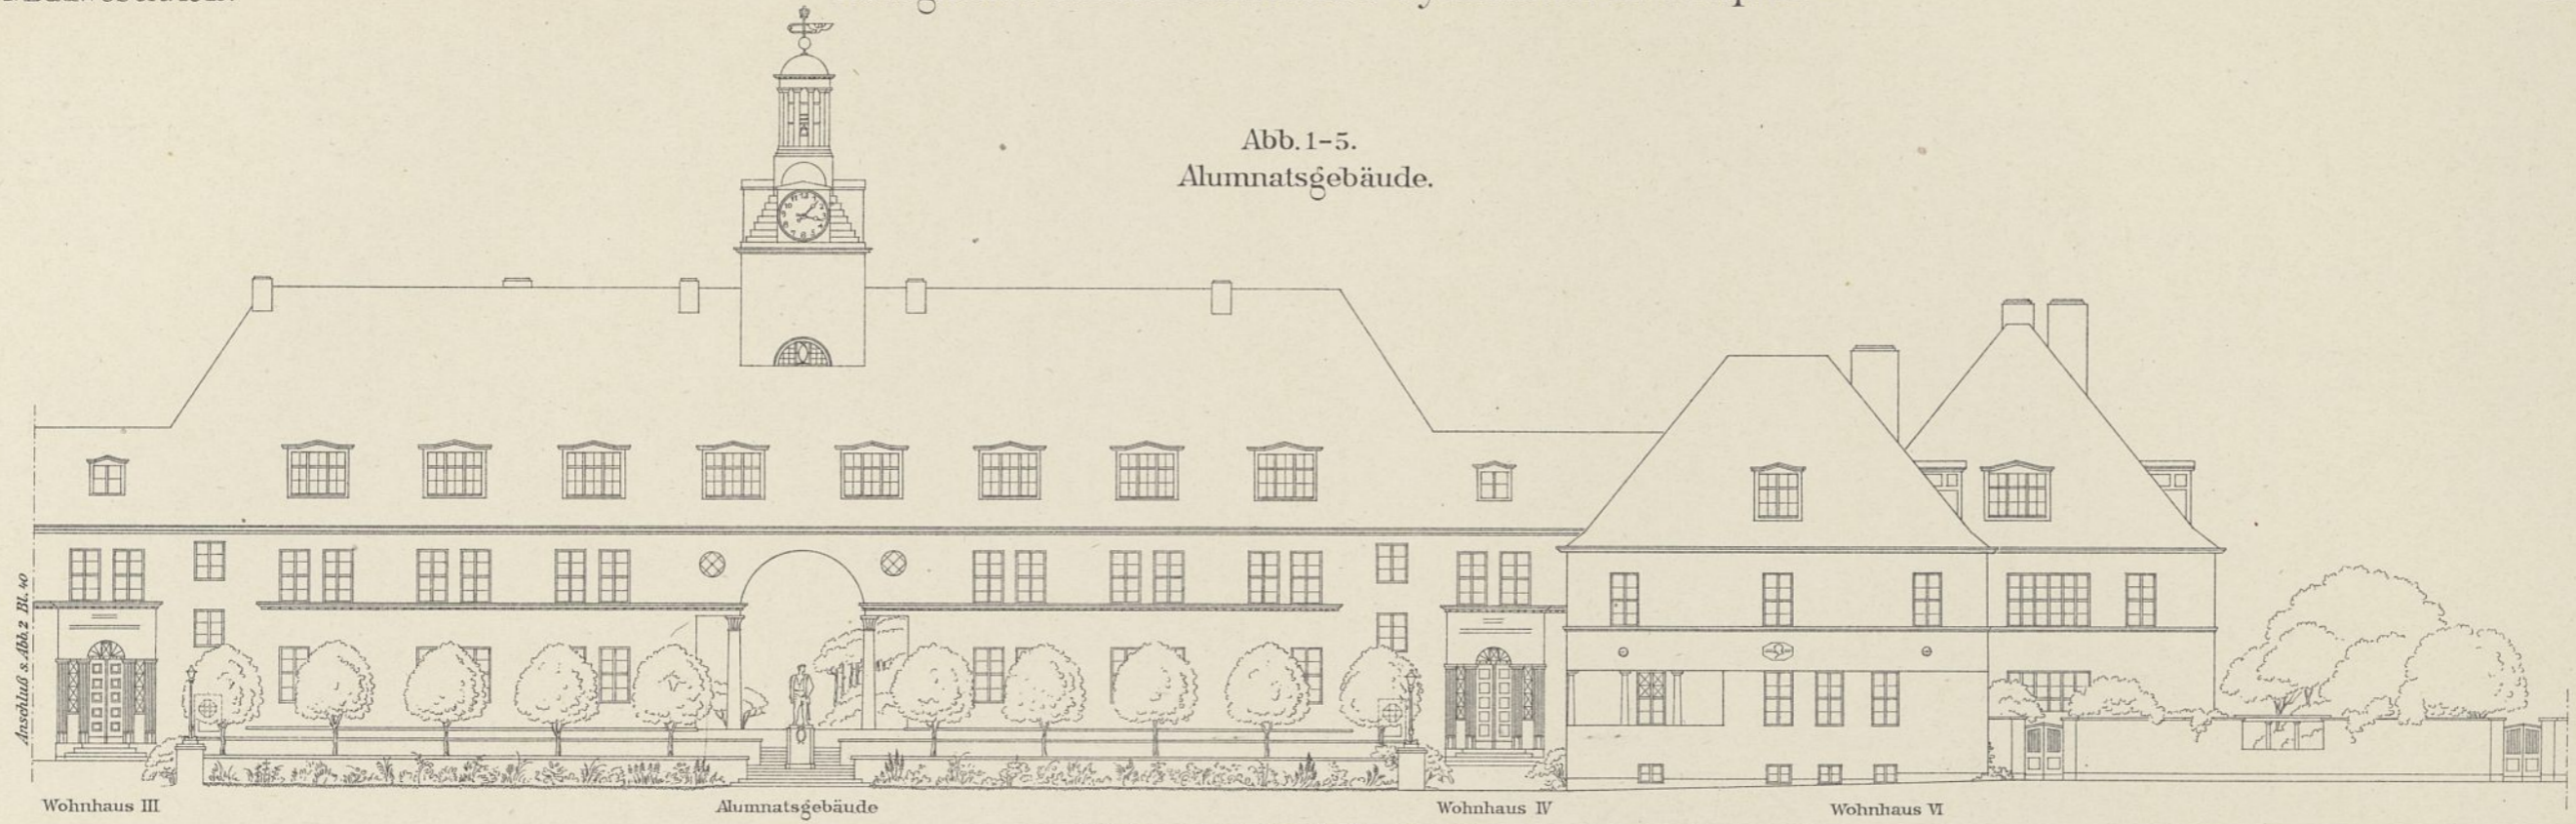 Abb. 1-5.
Alumnatsgebäude.
Anschluß s. Abb. 2 Bl. 40
Wohnhaus III
Alumnatsgebäude
Wohnhaus IV
Wohnhaus VI